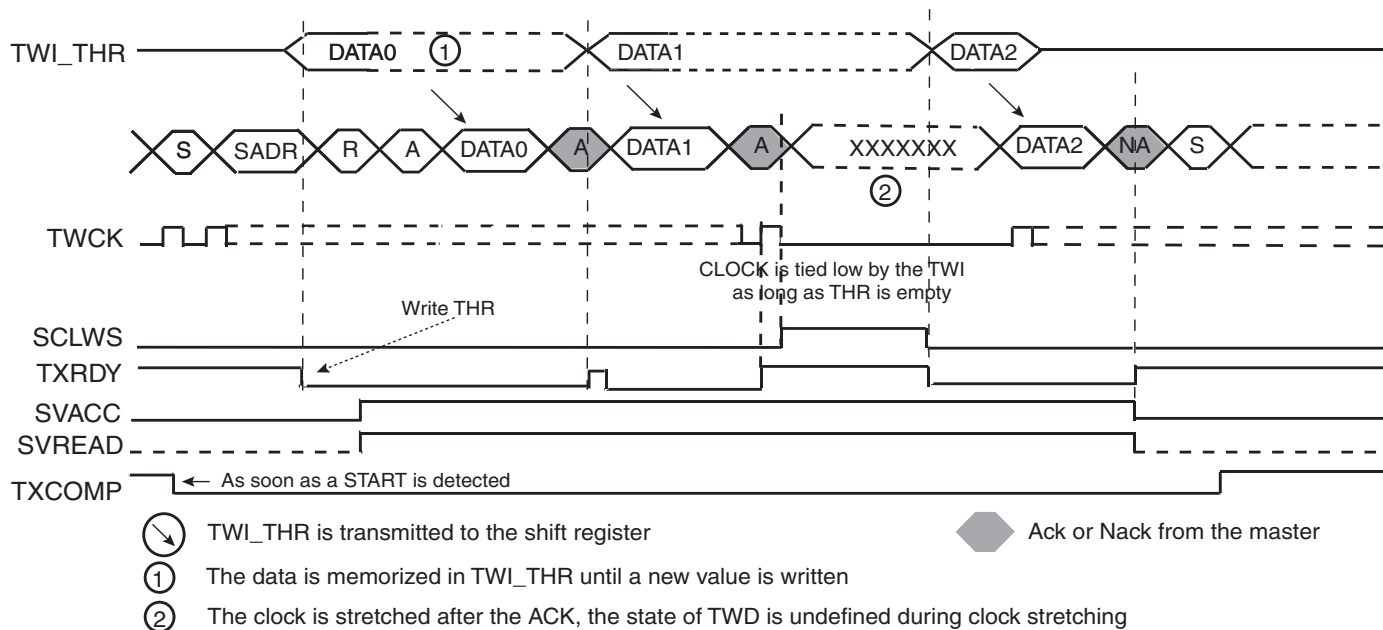 TWI_THR DATA0 1 DATA1 DATA2
S SADR R A DATA0 A DATA1 A XXXXXXX DATA2 NA S
2
TWCK
CLOCK is tied low by the TWI
as long as THR is empty
Write THR
SCLWS
TXRDY
SVACC
SVREAD
TXCOMP As soon as a START is detected
TWI_THR is transmitted to the shift register Ack or Nack from the master
1 The data is memorized in TWI_THR until a new value is written
2 The clock is stretched after the ACK, the state of TWD is undefined during clock stretching